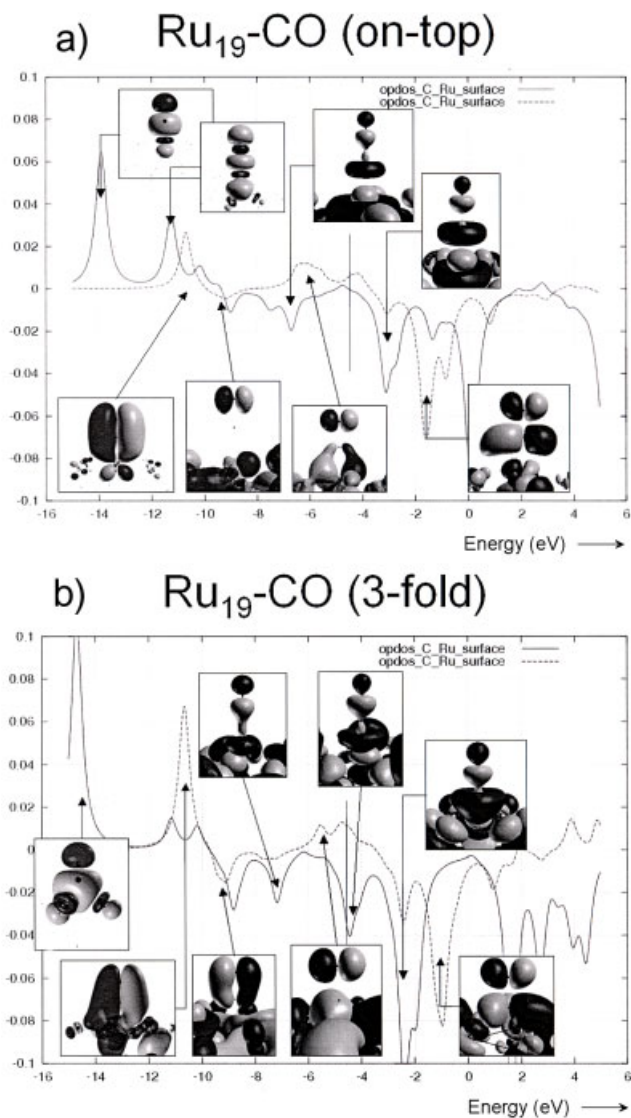 a) Ru₁₉-CO (on-top)
0.1
0.08
0.06
0.04
0.02
0
-0.02
-0.04
-0.06
-0.08
-0.1
opdos_C_Ru_surface
opdos_C_Ru_surface
-16 -14 -12 -10 -8 -6 -4 -2 0 2 4 6
Energy (eV)
b) Ru₁₉-CO (3-fold)
0.1
0.08
0.06
0.04
0.02
0
-0.02
-0.04
-0.06
-0.08
-0.1
opdos_C_Ru_surface
opdos_C_Ru_surface
-16 -14 -12 -10 -8 -6 -4 -2 0 2 4 6
Energy (eV)